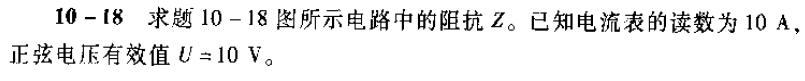 10-18 求题 10-18 图所示电路中的阻抗 Z。已知电流表的读数为 10 A，
正弦电压有效值 U = 10 V。